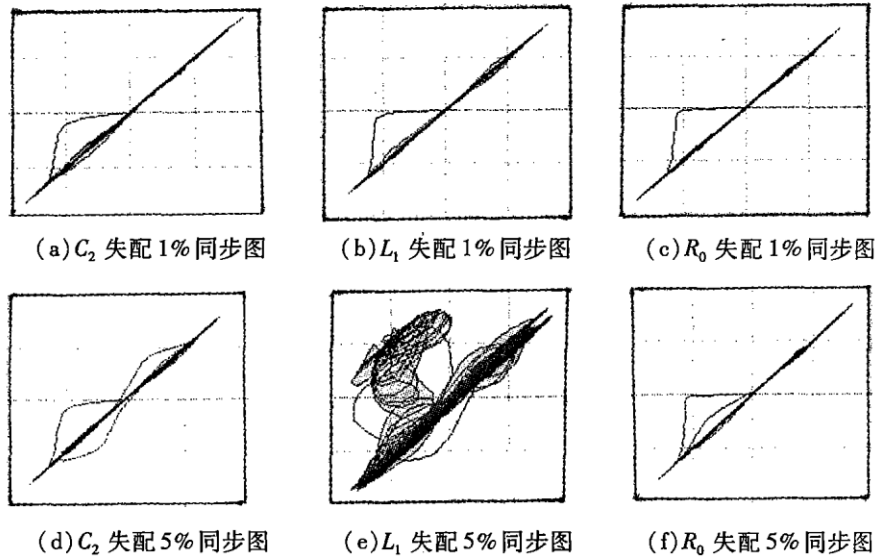 (a)C₂ 失配 1% 同步图
(b)L₁ 失配 1% 同步图
(c)R₀ 失配 1% 同步图
(d)C₂ 失配 5% 同步图
(e)L₁ 失配 5% 同步图
(f)R₀ 失配 5% 同步图